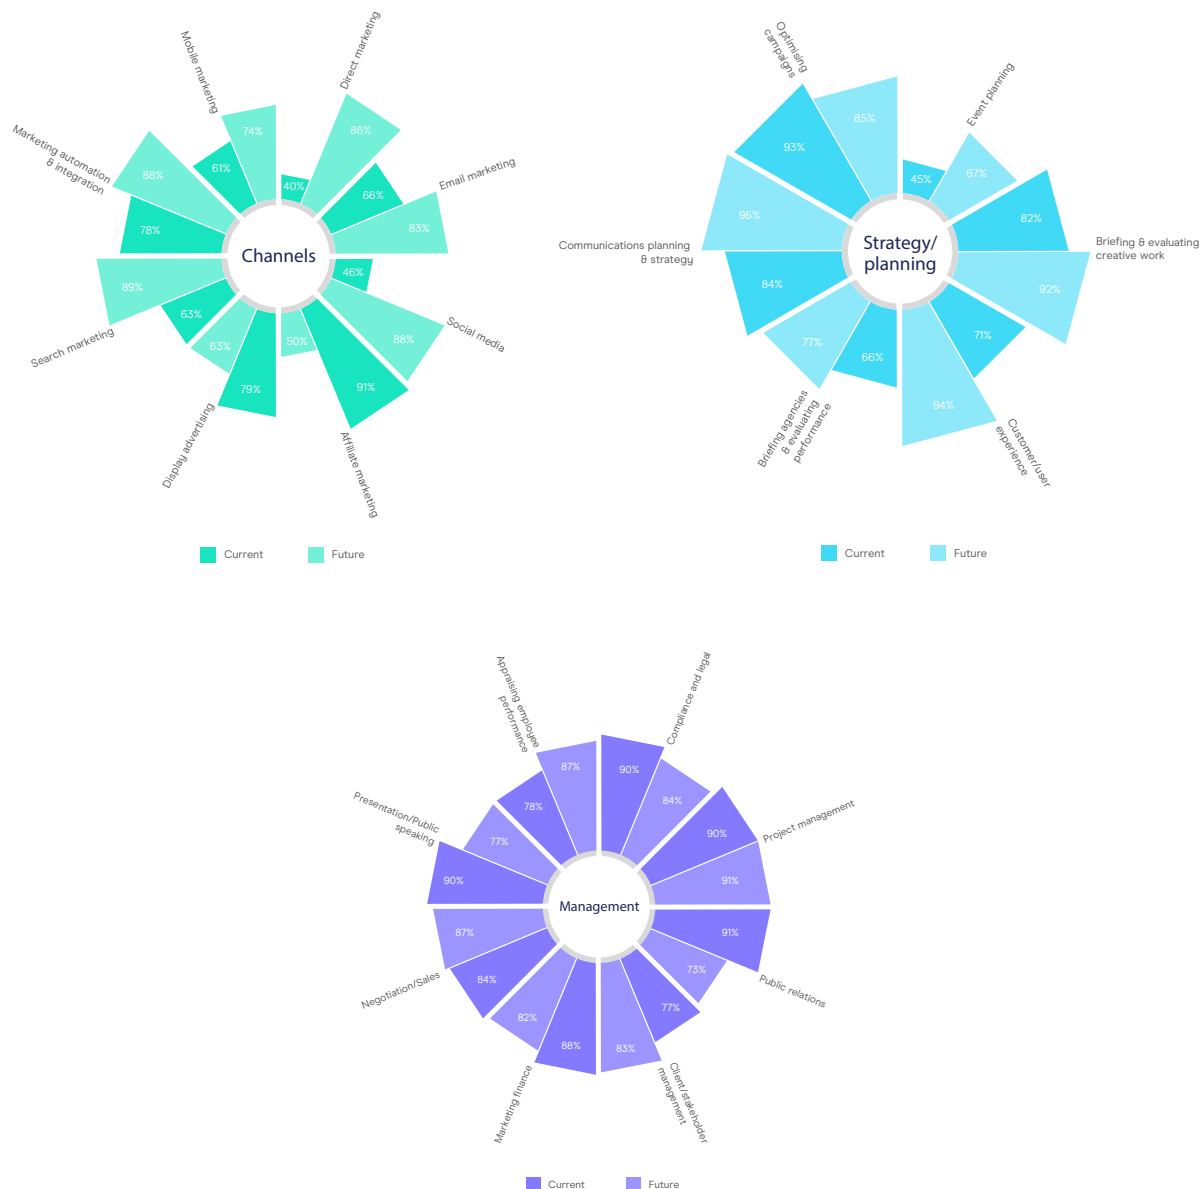 Mobile marketing
74%
61%
Direct marketing
40%
86%
Email marketing
66%
83%
Social media
46%
88%
Affiliate marketing
91%
50%
Display advertising
79%
63%
Search marketing
63%
89%
Marketing automation
& integration
78%
88%
Channels
Current
Future
Optimising
campaigns
93%
85%
Event planning
45%
67%
Briefing & evaluating
creative work
82%
92%
Customer/user
experience
71%
94%
Briefing agencies
& evaluating
performance
66%
77%
Communications planning
& strategy
84%
96%
Strategy/
planning
Current
Future
Appraising employee
performance
78%
87%
Compliance and legal
90%
84%
Project management
90%
91%
Public relations
91%
73%
Client/stakeholder
management
77%
83%
Marketing finance
88%
82%
Negotiation/Sales
84%
87%
Presentation/Public
speaking
90%
77%
Management
Current
Future